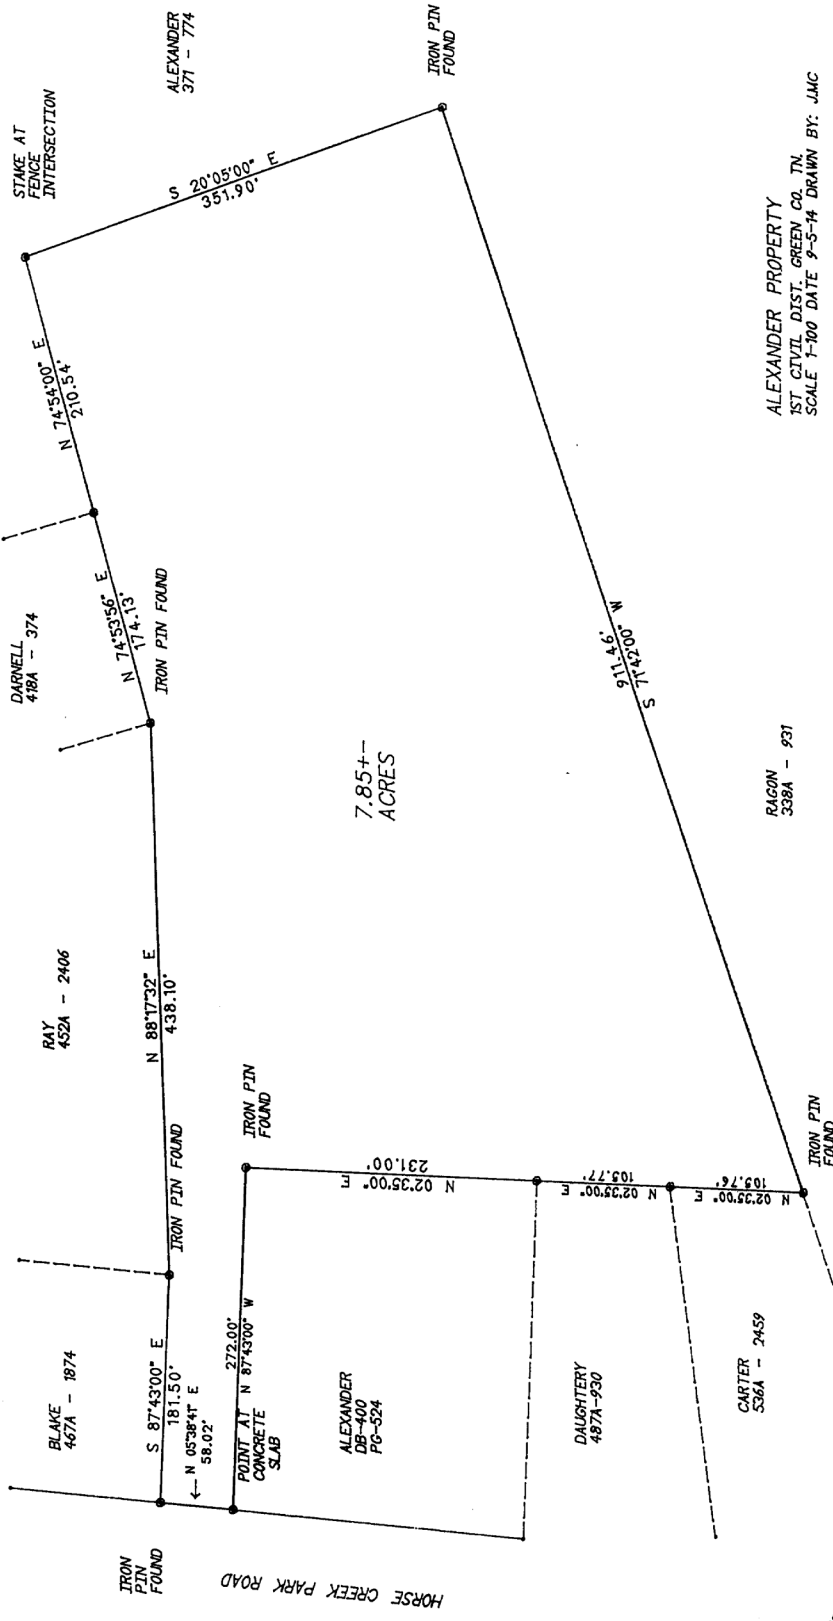 STAKE AT
FENCE
INTERSECTION
ALEXANDER
371 - 774
IRON PIN
FOUND
S 20°05'00" E
351.90'
N 74°54'00" E
210.54'
DARNELL
418A - 374
N 74°53'56" E
174.13'
IRON PIN FOUND
RAY
452A - 2406
N 88°17'32" E
438.10'
IRON PIN FOUND
BLAKE
467A - 1874
S 87°43'00" E
181.50'
N 05°38'41" E
58.02'
IRON
PIN
FOUND
POINT AT
CONCRETE
SLAB
272.00'
N 87°43'00" W
IRON PIN
FOUND
231.00'
N 02°35'00" E
105.77'
N 02°35'00" E
105.76'
N 02°35'00" E
ALEXANDER
DB-400
PG-524
DAUGHTERY
487A-930
CARTER
536A - 2459
HORSE CREEK PARK ROAD
IRON PIN
FOUND
7.85+-
ACRES
911.46'
S 71°42'00" W
RAGON
338A - 931
ALEXANDER PROPERTY
1ST CIVIL DIST. GREEN CO. TN.
SCALE 1-100 DATE 9-5-14 DRAWN BY: JMC